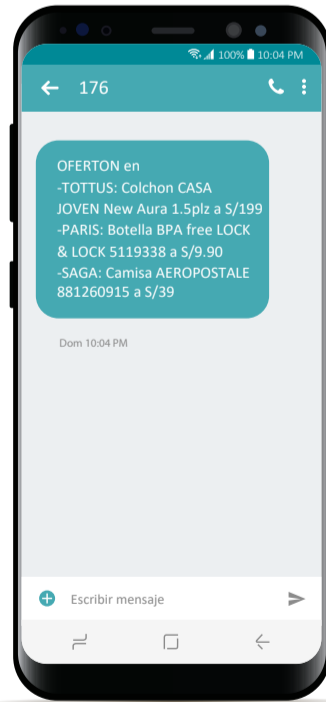 100% 10:04 PM
176
OFERTON en
-TOTTUS: Colchon CASA
JOVEN New Aura 1.5plz a S/199
-PARIS: Botella BPA free LOCK
& LOCK 5119338 a S/9.90
-SAGA: Camisa AEROPOSTALE
881260915 a S/39
Dom 10:04 PM
Escribir mensaje